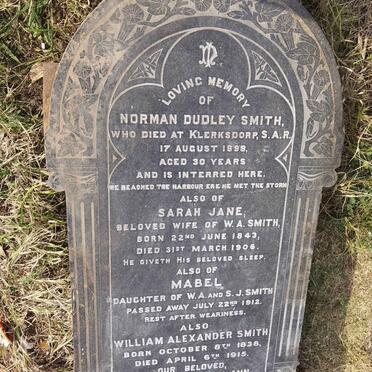 IN
LOVING MEMORY
OF
NORMAN DUDLEY SMITH,
WHO DIED AT KLERKSDORP, S.A.R.
17 AUGUST 1899,
AGED 30 YEARS
AND IS INTERRED HERE.
HE REACHED THE HARBOUR ERE HE MET THE STORM
ALSO OF
SARAH JANE,
BELOVED WIFE OF W.A. SMITH,
BORN 22ND JUNE 1843,
DIED 31ST MARCH 1906.
HE GIVETH HIS BELOVED SLEEP.
ALSO OF
MABEL
DAUGHTER OF W.A. AND S.J. SMITH
PASSED AWAY JULY 22ND 1912.
REST AFTER WEARINESS.
ALSO
WILLIAM ALEXANDER SMITH
BORN OCTOBER 8TH 1838,
DIED APRIL 6TH 1915.
OUR BELOVED,